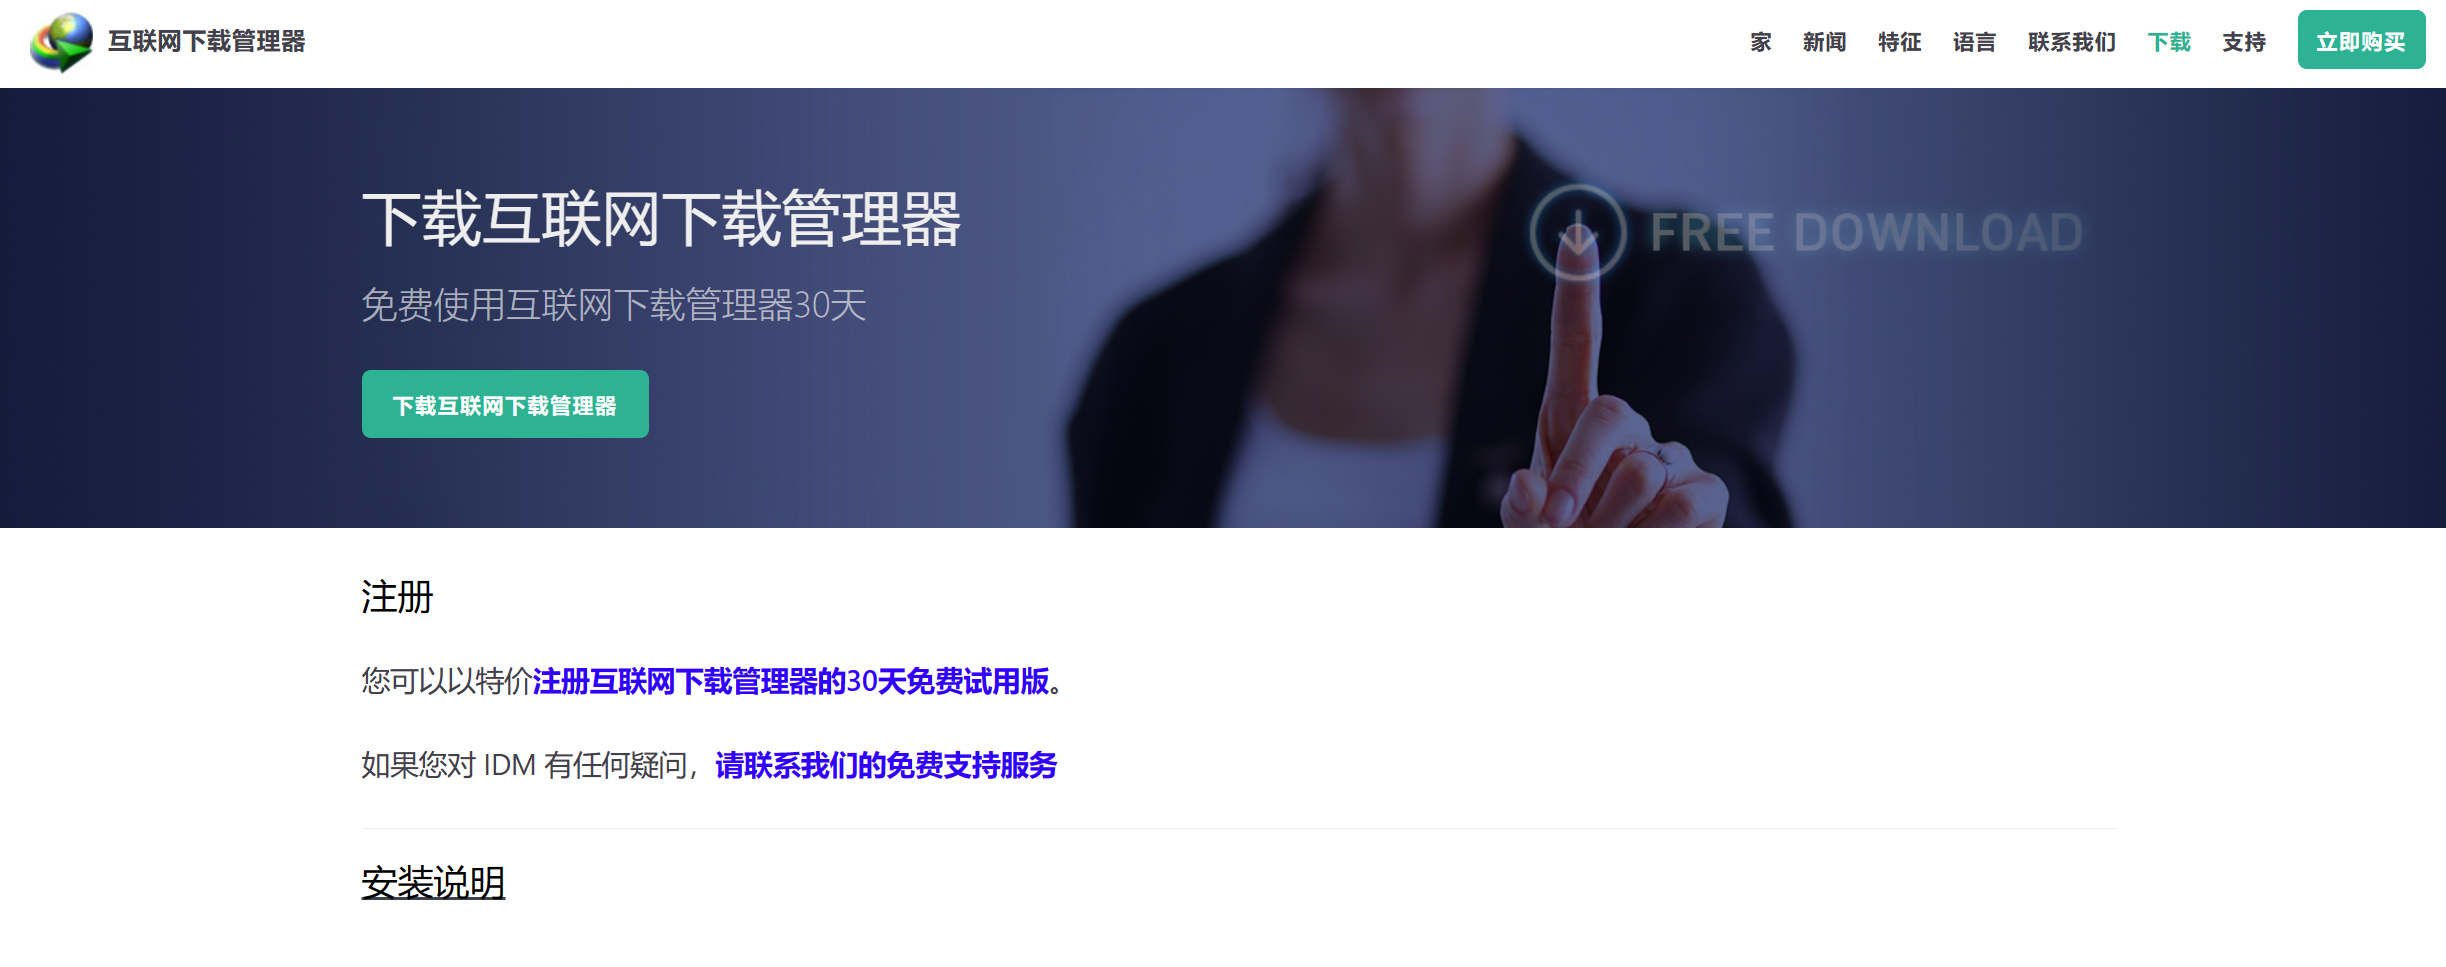 互联网下载管理器
家 新闻 特征 语言 联系我们 下载 支持 立即购买
下载互联网下载管理器
FREE DOWNLOAD
免费使用互联网下载管理器30天
下载互联网下载管理器
注册
您可以以特价注册互联网下载管理器的30天免费试用版。
如果您对 IDM 有任何疑问，请联系我们的免费支持服务
安装说明